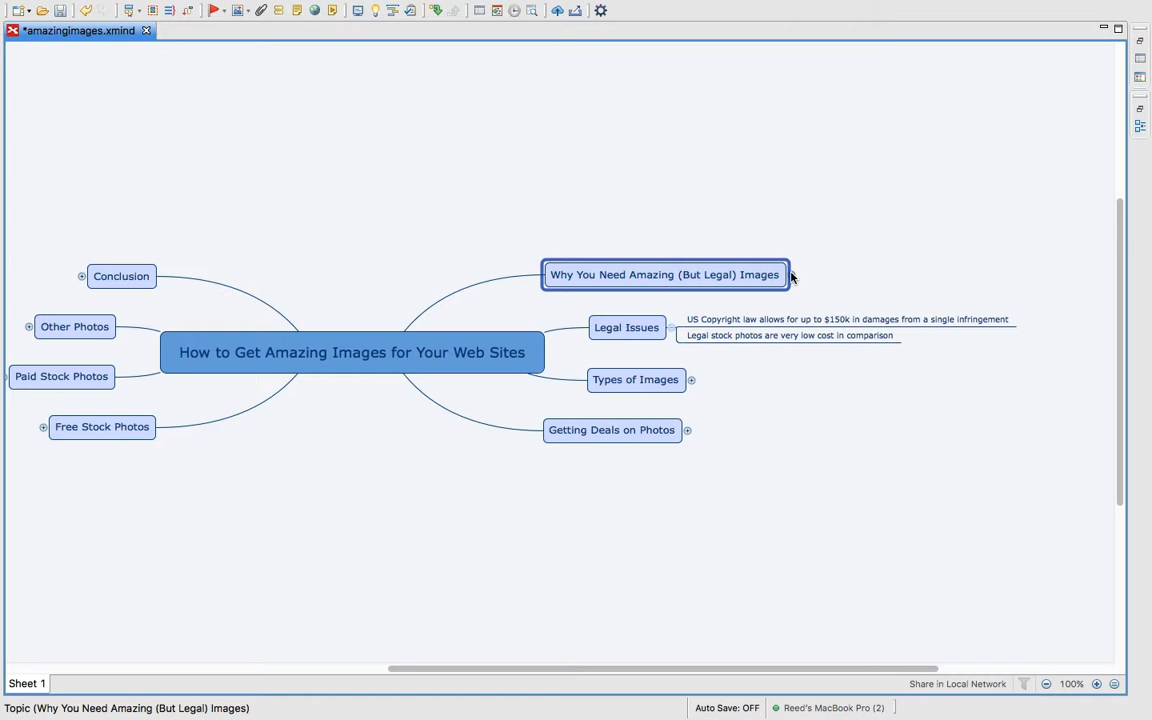 *amazingimages.xmind
Why You Need Amazing (But Legal) Images
Conclusion
US Copyright law allows for up to $150k in damages from a single infringement
Other Photos
Legal Issues
Legal stock photos are very low cost in comparison
How to Get Amazing Images for Your Web Sites
Paid Stock Photos
Types of Images
Free Stock Photos
Getting Deals on Photos
Sheet 1
Share in Local Network
100%
Topic (Why You Need Amazing (But Legal) Images)
Auto Save: OFF
Reed's MacBook Pro (2)